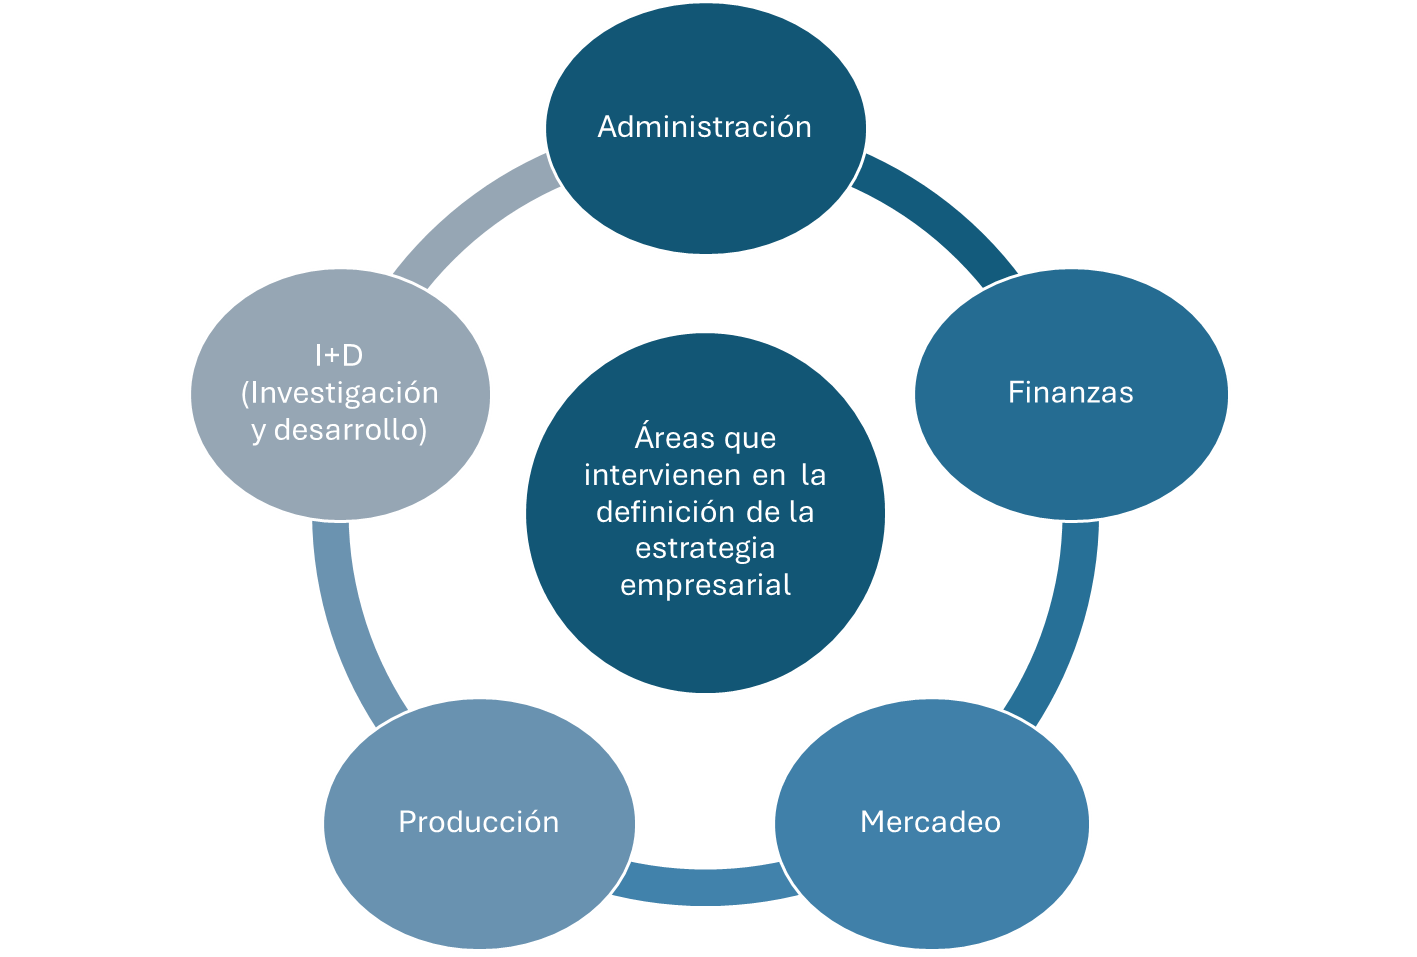 Administración
Finanzas
Mercadeo
Producción
I+D
(Investigación
y desarrollo)
Áreas que
intervienen en la
definición de la
estrategia
empresarial